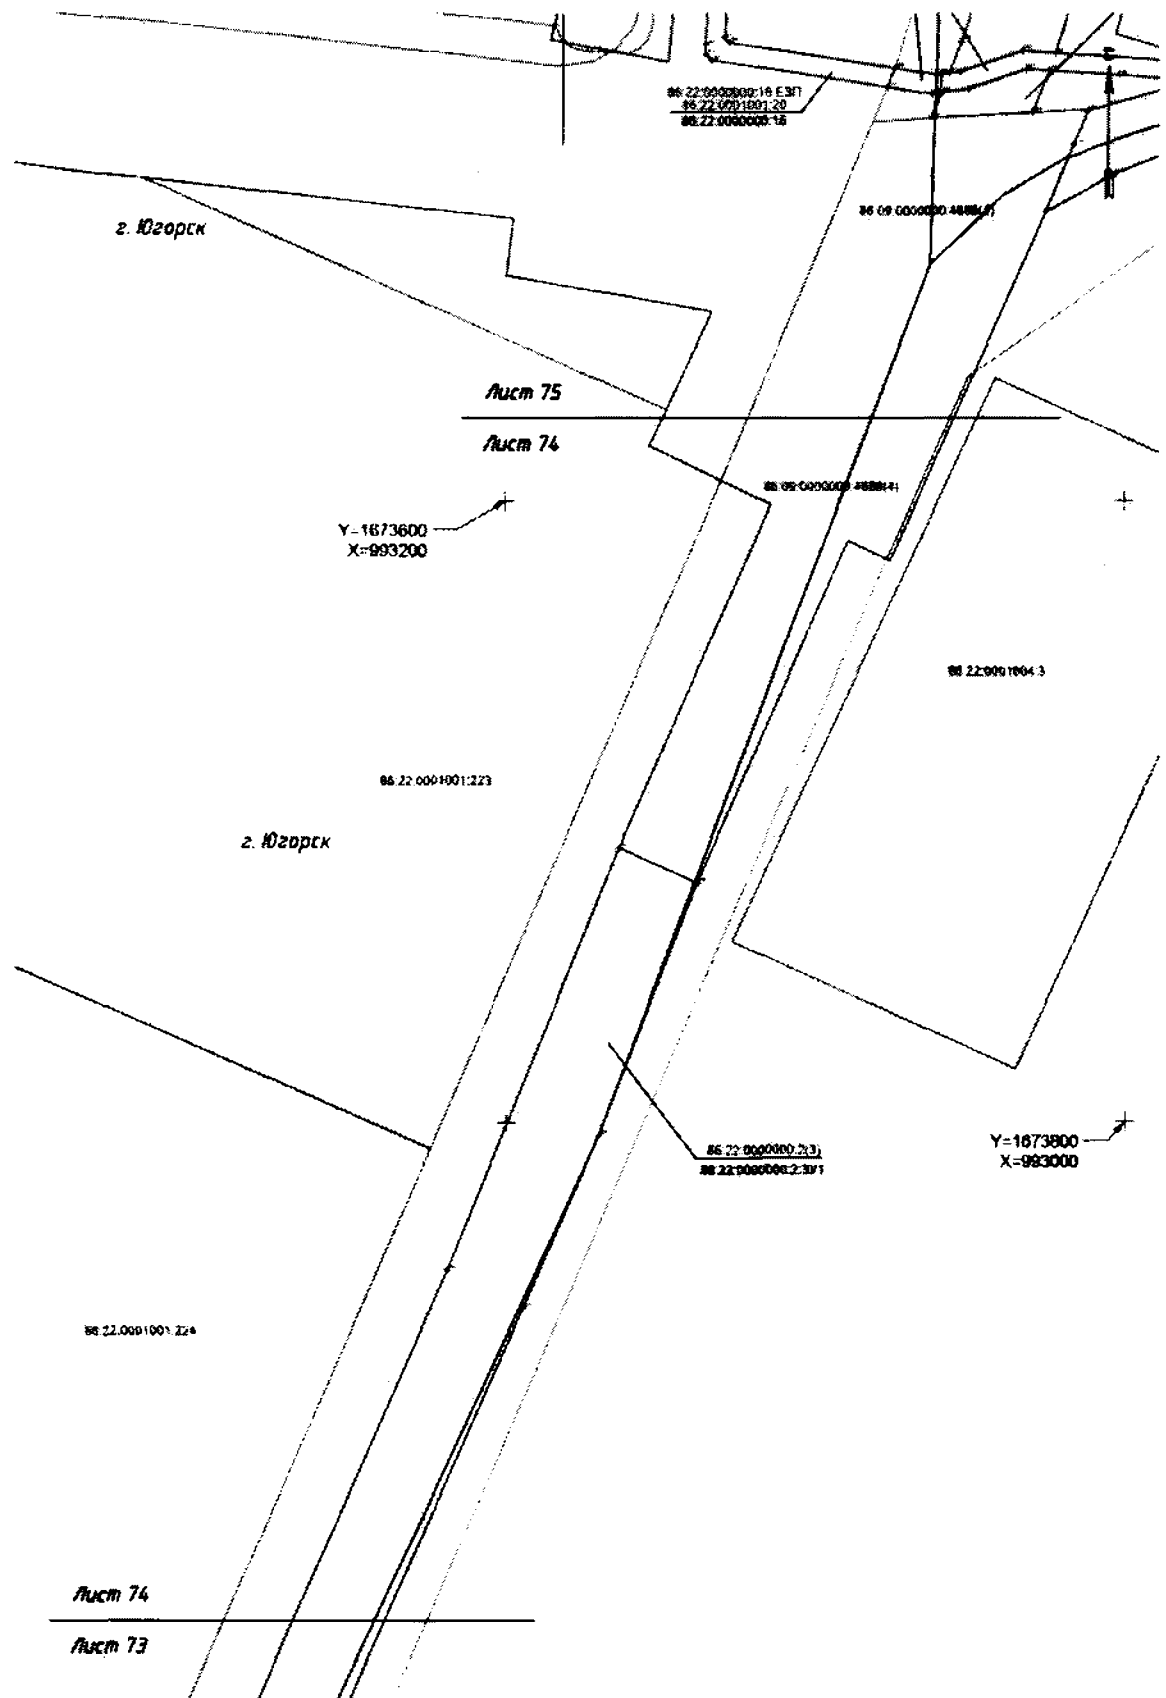 86:22:0000000:16 ЕЗП
86:22:0001001:20
86:22:0000000:16
г. Югорск
Лист 75
Лист 74
Y=1673600
X=993200
86:22:0001004:3
86:22:0001001:223
г. Югорск
Y=1673800
X=993000
86:22:0000000:2(3)
86:22:0001001:224
Лист 74
Лист 73